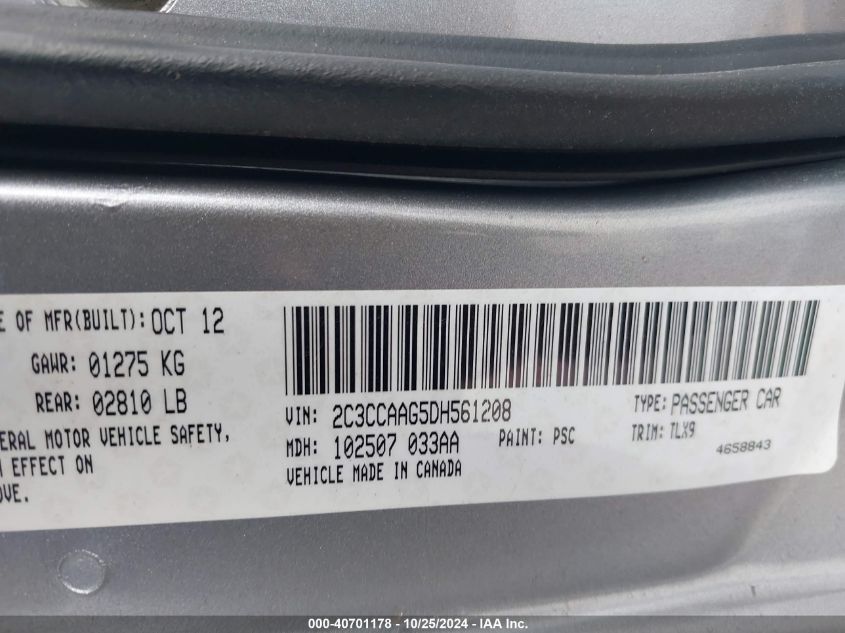 E OF MFR(BUILT): OCT 12
GAWR: 01275 KG
REAR: 02810 LB
ERAL MOTOR VEHICLE SAFETY,
EFFECT ON
OVE.
VIN: 2C3CCAAG5DH561208
TYPE: PASSENGER CAR
MDH: 102507 033AA
PAINT: PSC
TRIM: TLX9
VEHICLE MADE IN CANADA
4658843
000-40701178 - 10/25/2024 - IAA Inc.